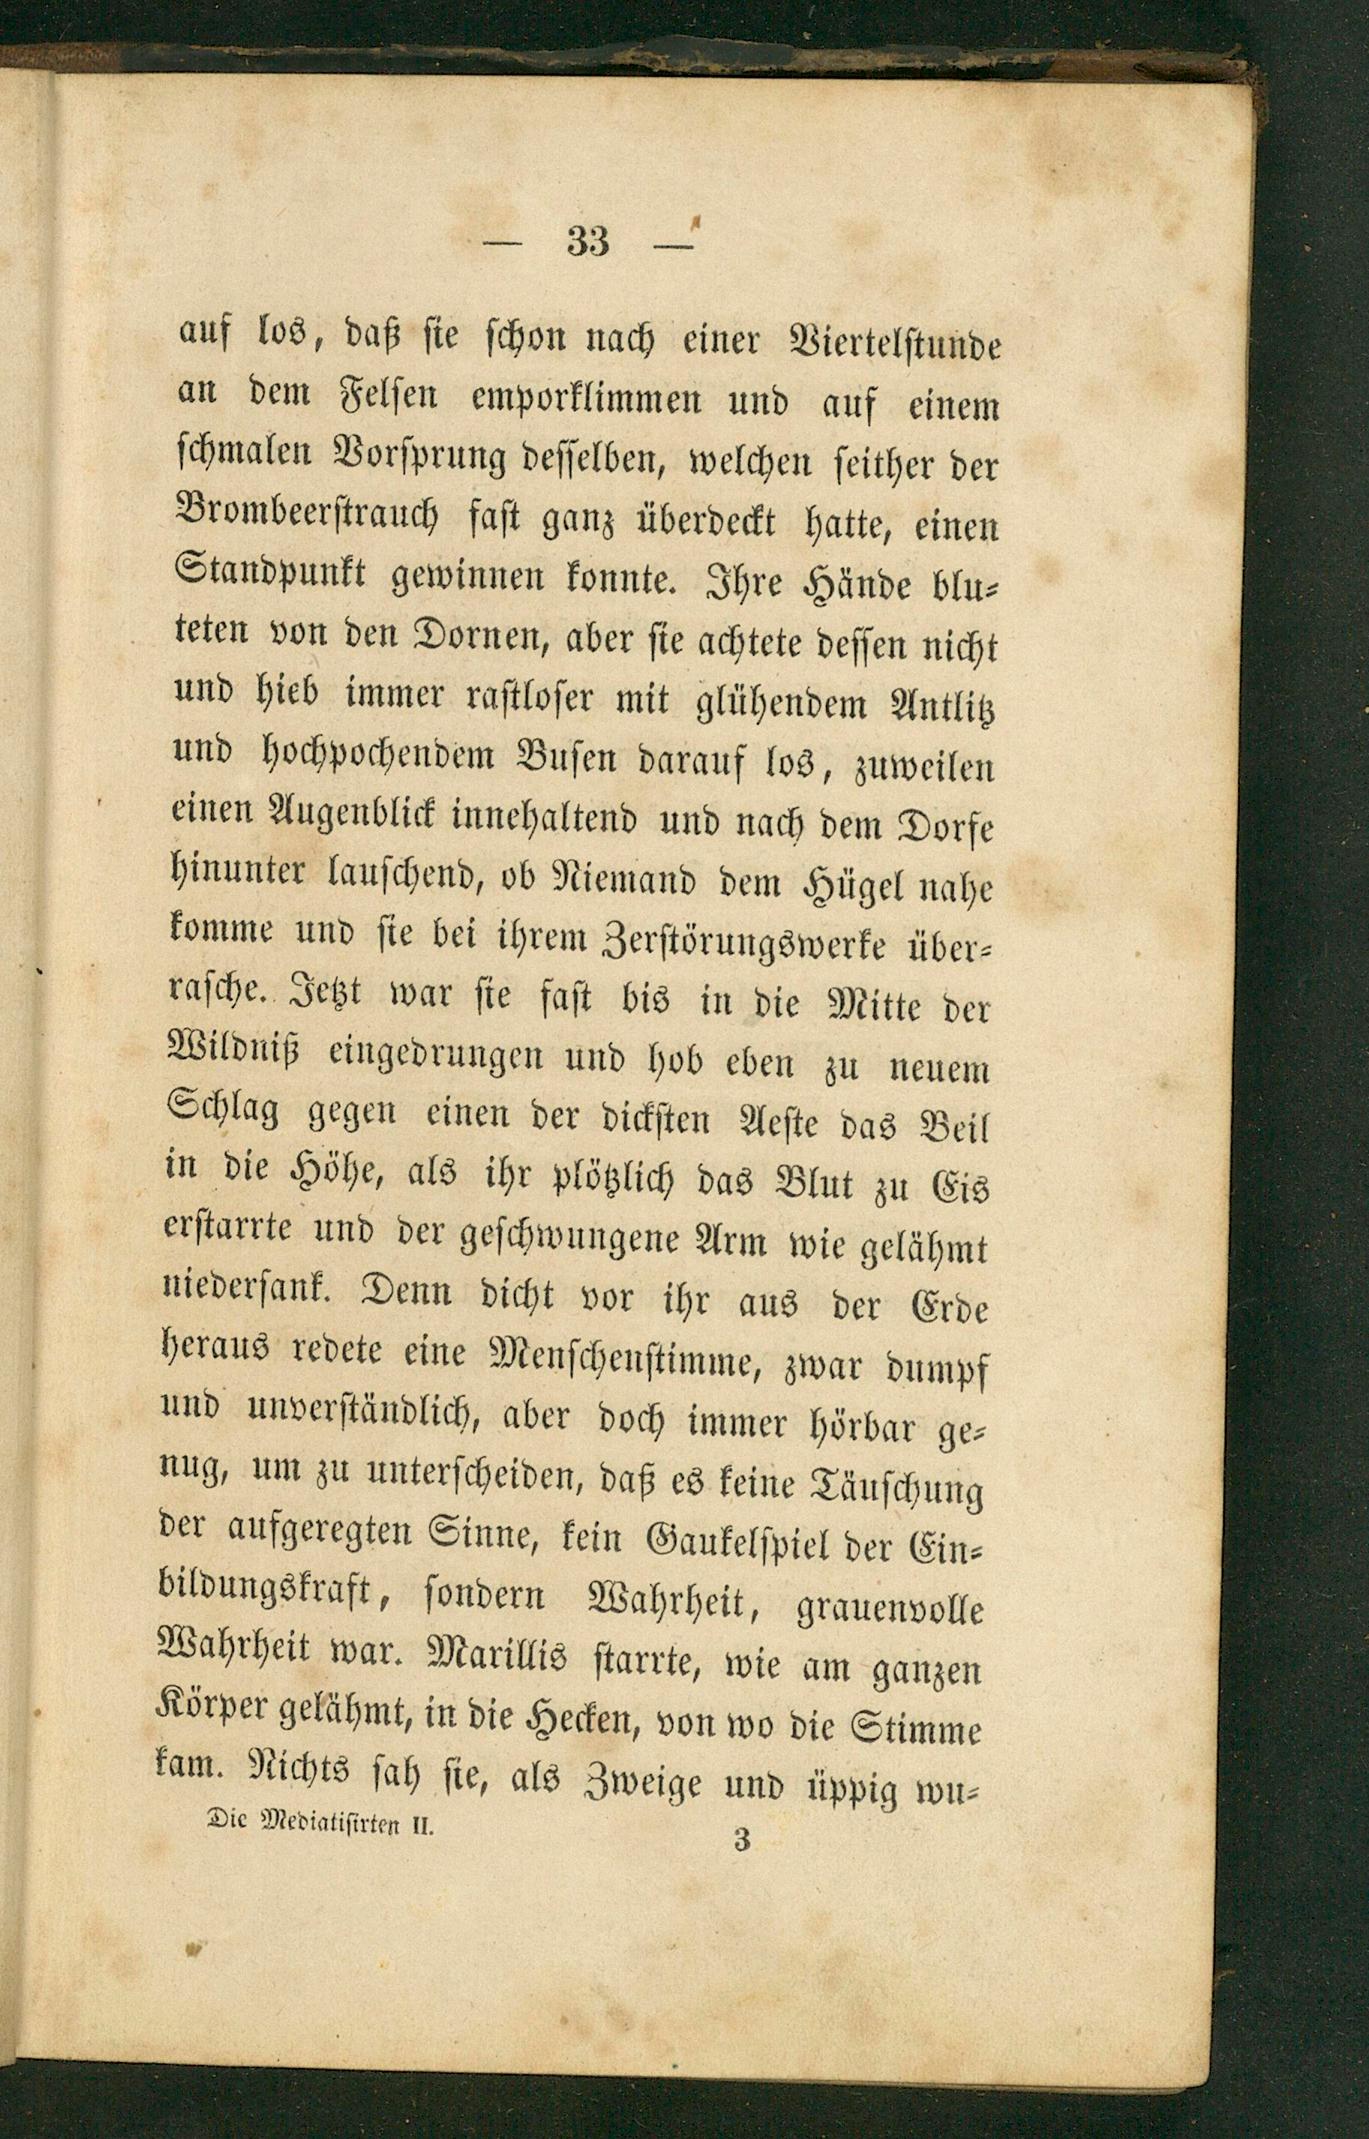 — 33 —
auf los, daß sie schon nach einer Viertelstunde
an dem Felsen emporklimmen und auf einem
schmalen Vorsprung desselben, welchen seither der
Brombeerstrauch fast ganz überdeckt hatte, einen
Standpunkt gewinnen konnte. Ihre Hände blu-
teten von den Dornen, aber sie achtete dessen nicht
und hieb immer rastloser mit glühendem Antlitz
und hochpochendem Busen darauf los, zuweilen
einen Augenblick innehaltend und nach dem Dorfe
hinunter lauschend, ob Niemand dem Hügel nahe
komme und sie bei ihrem Zerstörungswerke über-
rasche. Jetzt war sie fast bis in die Mitte der
Wildniß eingedrungen und hob eben zu neuem
Schlag gegen einen der dicksten Aeste das Beil
in die Höhe, als ihr plötzlich das Blut zu Eis
erstarrte und der geschwungene Arm wie gelähmt
niedersank. Denn dicht vor ihr aus der Erde
heraus redete eine Menschenstimme, zwar dumpf
und unverständlich, aber doch immer hörbar ge-
nug, um zu unterscheiden, daß es keine Täuschung
der aufgeregten Sinne, kein Gaukelspiel der Ein-
bildungskraft, sondern Wahrheit, grauenvolle
Wahrheit war. Marillis starrte, wie am ganzen
Körper gelähmt, in die Hecken, von wo die Stimme
kam. Nichts sah sie, als Zweige und üppig wu-
Die Mediatisirten II. 3